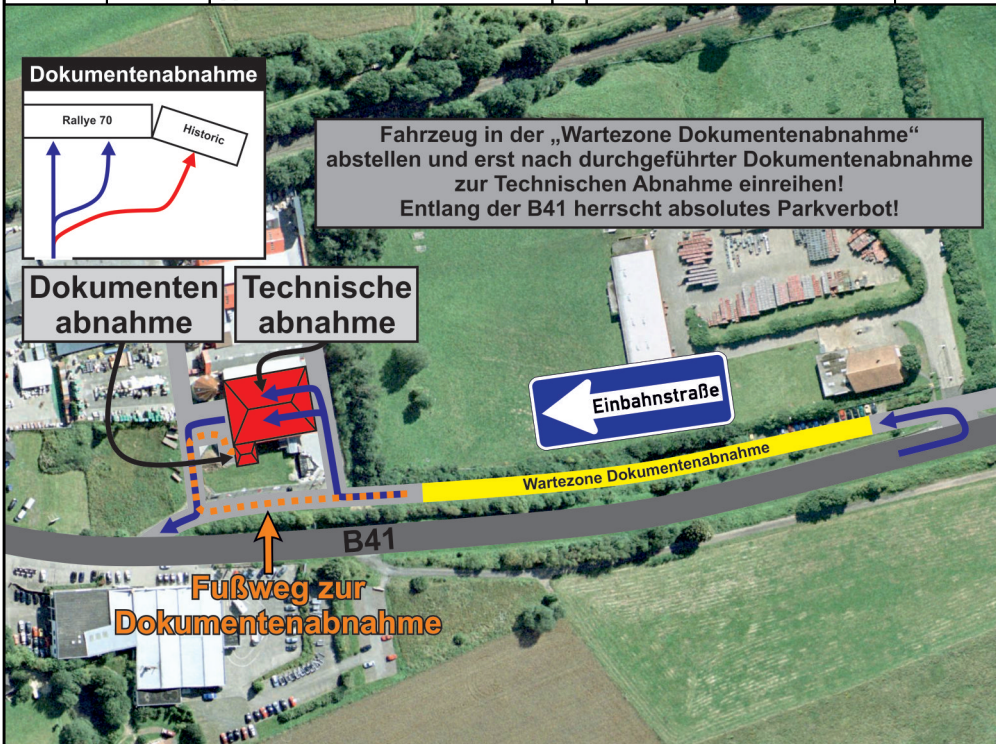 Dokumentenabnahme
Rallye 70
Historic
Fahrzeug in der „Wartezone Dokumentenabnahme“
abstellen und erst nach durchgeführter Dokumentenabnahme
zur Technischen Abnahme einreihen!
Entlang der B41 herrscht absolutes Parkverbot!
Dokumenten
abnahme
Technische
abnahme
Einbahnstraße
Wartezone Dokumentenabnahme
B41
Fußweg zur
Dokumentenabnahme